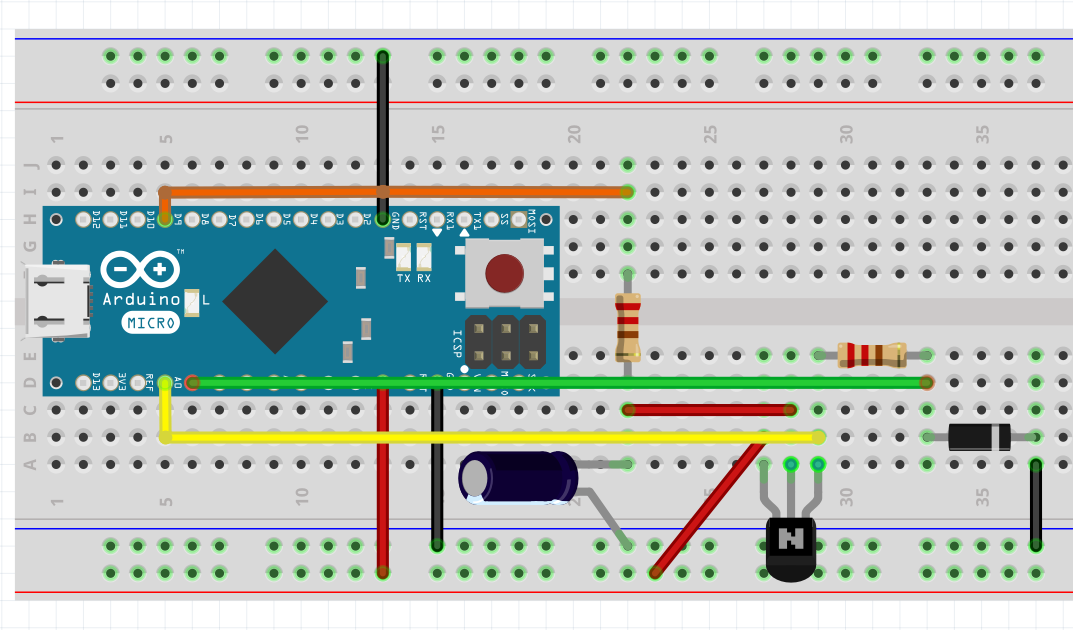 1 5 10 15 20 25 30 35
J
I
H
D12 D11 D10 D9 D8 D7 D6 D5 D4 D3 D2 GND RST RX1 TX1 SS MOSI
G
TM
TX RX
Arduino L
MICRO
ICSP
E
D
D13 3V3 REF A0
C
B
A
1 5 10 25 30 35
N